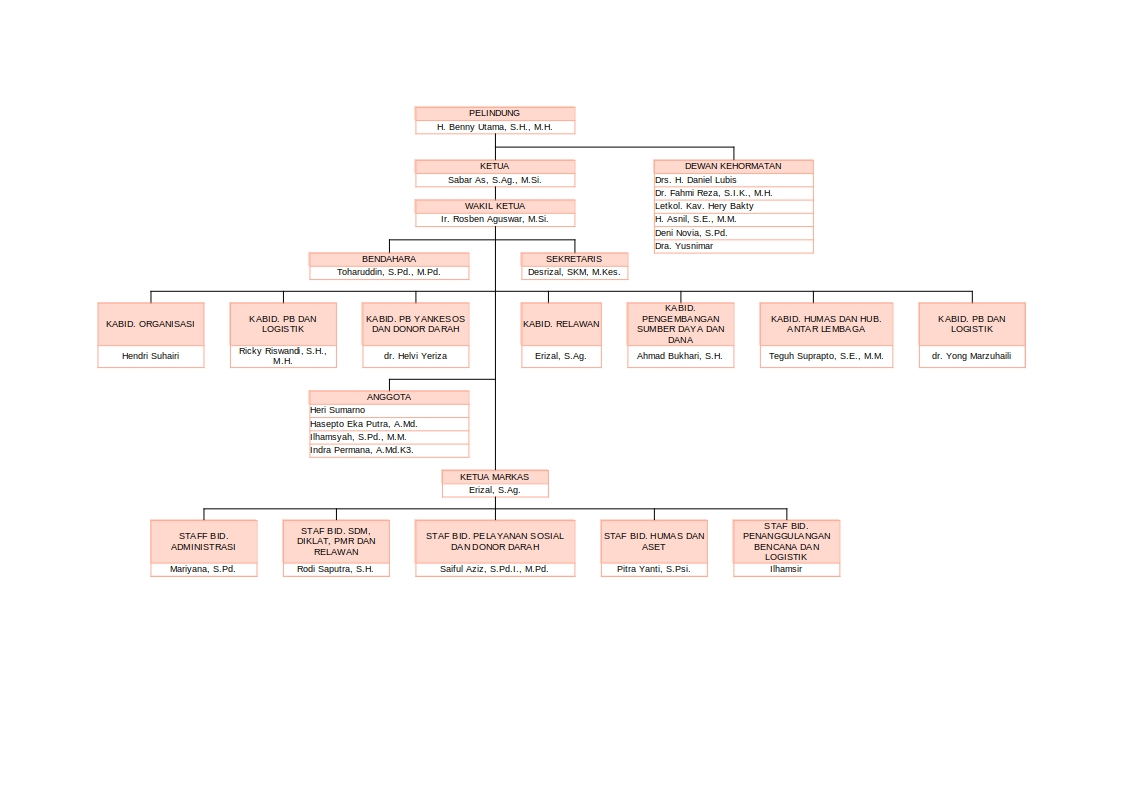 PELINDUNG
H. Benny Utama, S.H., M.H.
KETUA
Sabar As, S.Ag., M.Si.
DEWAN KEHORMATAN
Drs. H. Daniel Lubis
Dr. Fahmi Reza, S.I.K., M.H.
Letkol. Kav. Hery Bakty
H. Asnil, S.E., M.M.
Deni Novia, S.Pd.
Dra. Yusnimar
WAKIL KETUA
Ir. Rosben Aguswar, M.Si.
BENDAHARA
Toharuddin, S.Pd., M.Pd.
SEKRETARIS
Desrizal, SKM, M.Kes.
KABID. ORGANISASI
Hendri Suhairi
KABID. PB DAN
LOGISTIK
Ricky Riswandi, S.H.,
M.H.
KABID. PB YANKESOS
DAN DONOR DARAH
dr. Helvi Yeriza
KABID. RELAWAN
Erizal, S.Ag.
KABID.
PENGEMBANGAN
SUMBER DAYA DAN
DANA
Ahmad Bukhari, S.H.
KABID. HUMAS DAN HUB.
ANTAR LEMBAGA
Teguh Suprapto, S.E., M.M.
KABID. PB DAN
LOGISTIK
dr. Yong Marzuhaili
ANGGOTA
Heri Sumarno
Hasepto Eka Putra, A.Md.
Ilhamsyah, S.Pd., M.M.
Indra Permana, A.Md.K3.
KETUA MARKAS
Erizal, S.Ag.
STAFF BID.
ADMINISTRASI
Mariyana, S.Pd.
STAF BID. SDM,
DIKLAT, PMR DAN
RELAWAN
Rodi Saputra, S.H.
STAF BID. PELAYANAN SOSIAL
DAN DONOR DARAH
Saiful Aziz, S.Pd.I., M.Pd.
STAF BID. HUMAS DAN
ASET
Pitra Yanti, S.Psi.
STAF BID.
PENANGGULANGAN
BENCANA DAN
LOGISTIK
Ilhamsir